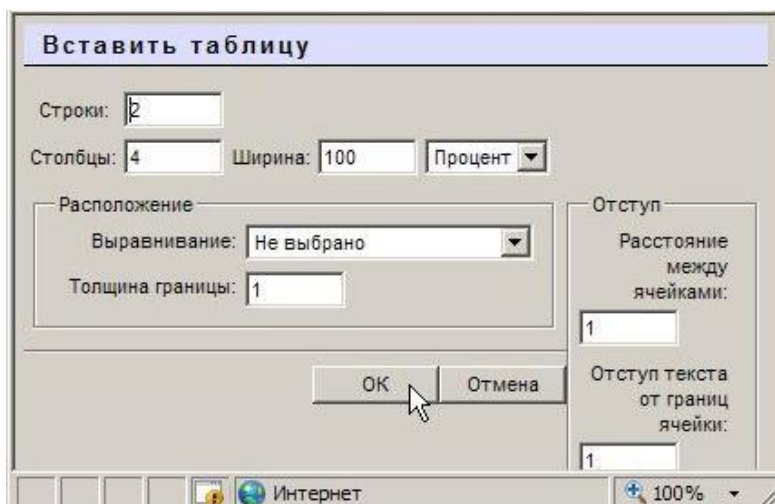 Вставить таблицу
Строки: 2
Столбцы: 4 Ширина: 100 Процент
Расположение
Выравнивание: Не выбрано
Толщина границы: 1
Отступ
Расстояние
между
ячейками:
1
Отступ текста
от границ
ячейки:
1
ОК Отмена
Интернет 100%